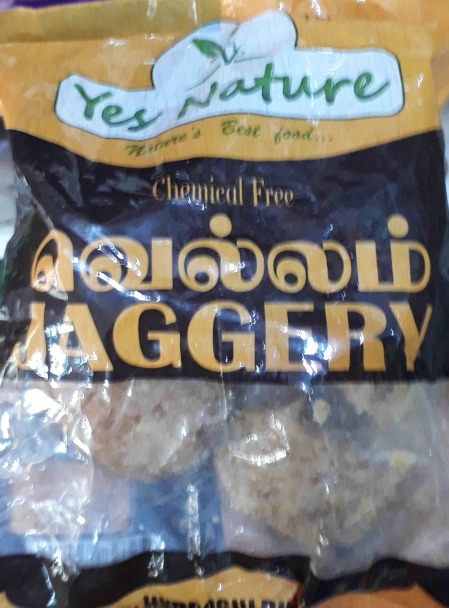 Yes Nature
Nature's Best food...
Chemical Free
வெல்லம்
JAGGERY